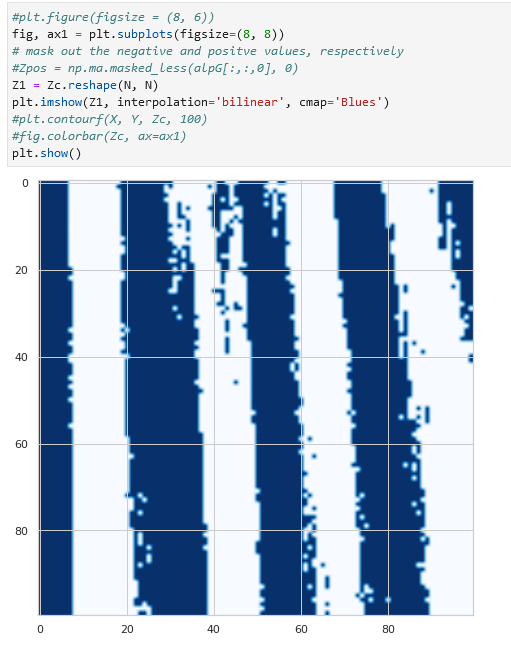 #plt.figure(figsize = (8, 6))
fig, ax1 = plt.subplots(figsize=(8, 8))
# mask out the negative and positve values, respectively
#Zpos = np.ma.masked_less(alpG[:,:,0], 0)
Z1 = Zc.reshape(N, N)
plt.imshow(Z1, interpolation='bilinear', cmap='Blues')
#plt.contourf(X, Y, Zc, 100)
#fig.colorbar(Zc, ax=ax1)
plt.show()
0
20
40
60
80
0 20 40 60 80